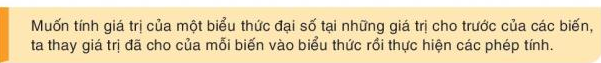 Muốn tính giá trị của một biểu thức đại số tại những giá trị cho trước của các biến,
ta thay giá trị đã cho của mỗi biến vào biểu thức rồi thực hiện các phép tính.